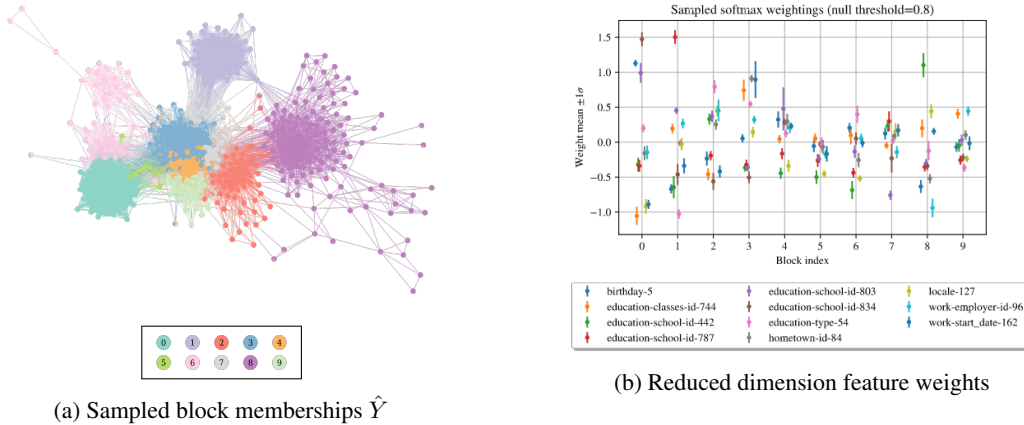 0 1 2 3 4
5 6 7 8 9
(a) Sampled block memberships Ŷ
Sampled softmax weightings (null threshold=0.8)
Weight mean ±1σ
1.5
1.0
0.5
0.0
−0.5
−1.0
0 1 2 3 4 5 6 7 8 9
Block index
birthday-5 education-school-id-803 locale-127
education-classes-id-744 education-school-id-834 work-employer-id-96
education-school-id-442 education-type-54 work-start_date-162
education-school-id-787 hometown-id-84
(b) Reduced dimension feature weights